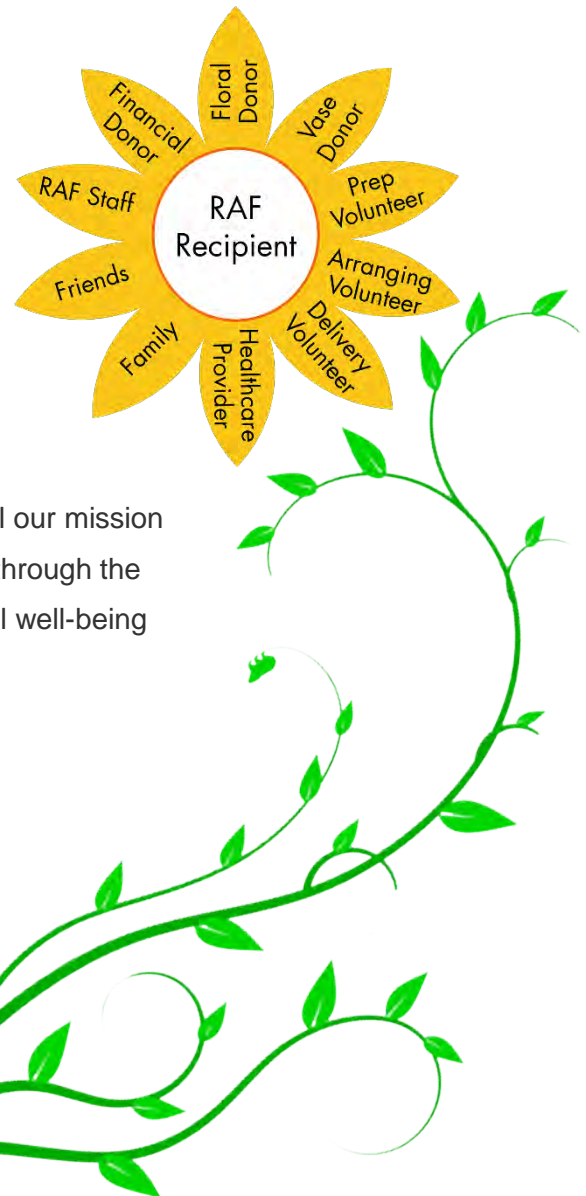 Floral
Donor
Vase
Donor
Prep
Volunteer
Arranging
Volunteer
Delivery
Volunteer
Healthcare
Provider
Family
Friends
RAF Staff
Financial
Donor
RAF
Recipient
our mission
through the
well-being